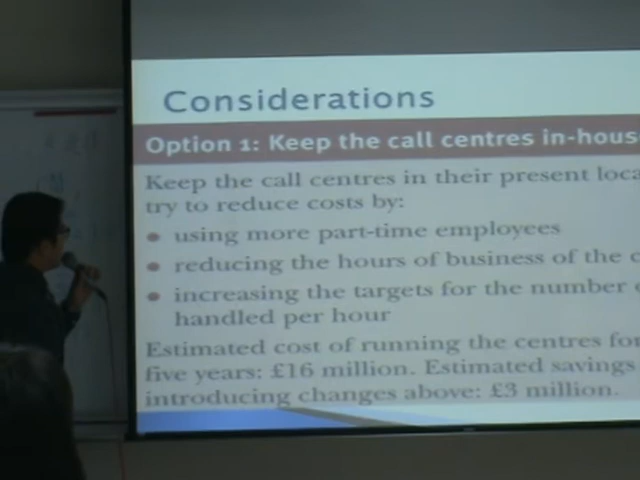 Considerations
Option 1: Keep the call centres in-hous
Keep the call centres in their present loca
try to reduce costs by:
• using more part-time employees
• reducing the hours of business of the c
• increasing the targets for the number
handled per hour
Estimated cost of running the centres for
five years: £16 million. Estimated savings
introducing changes above: £3 million.